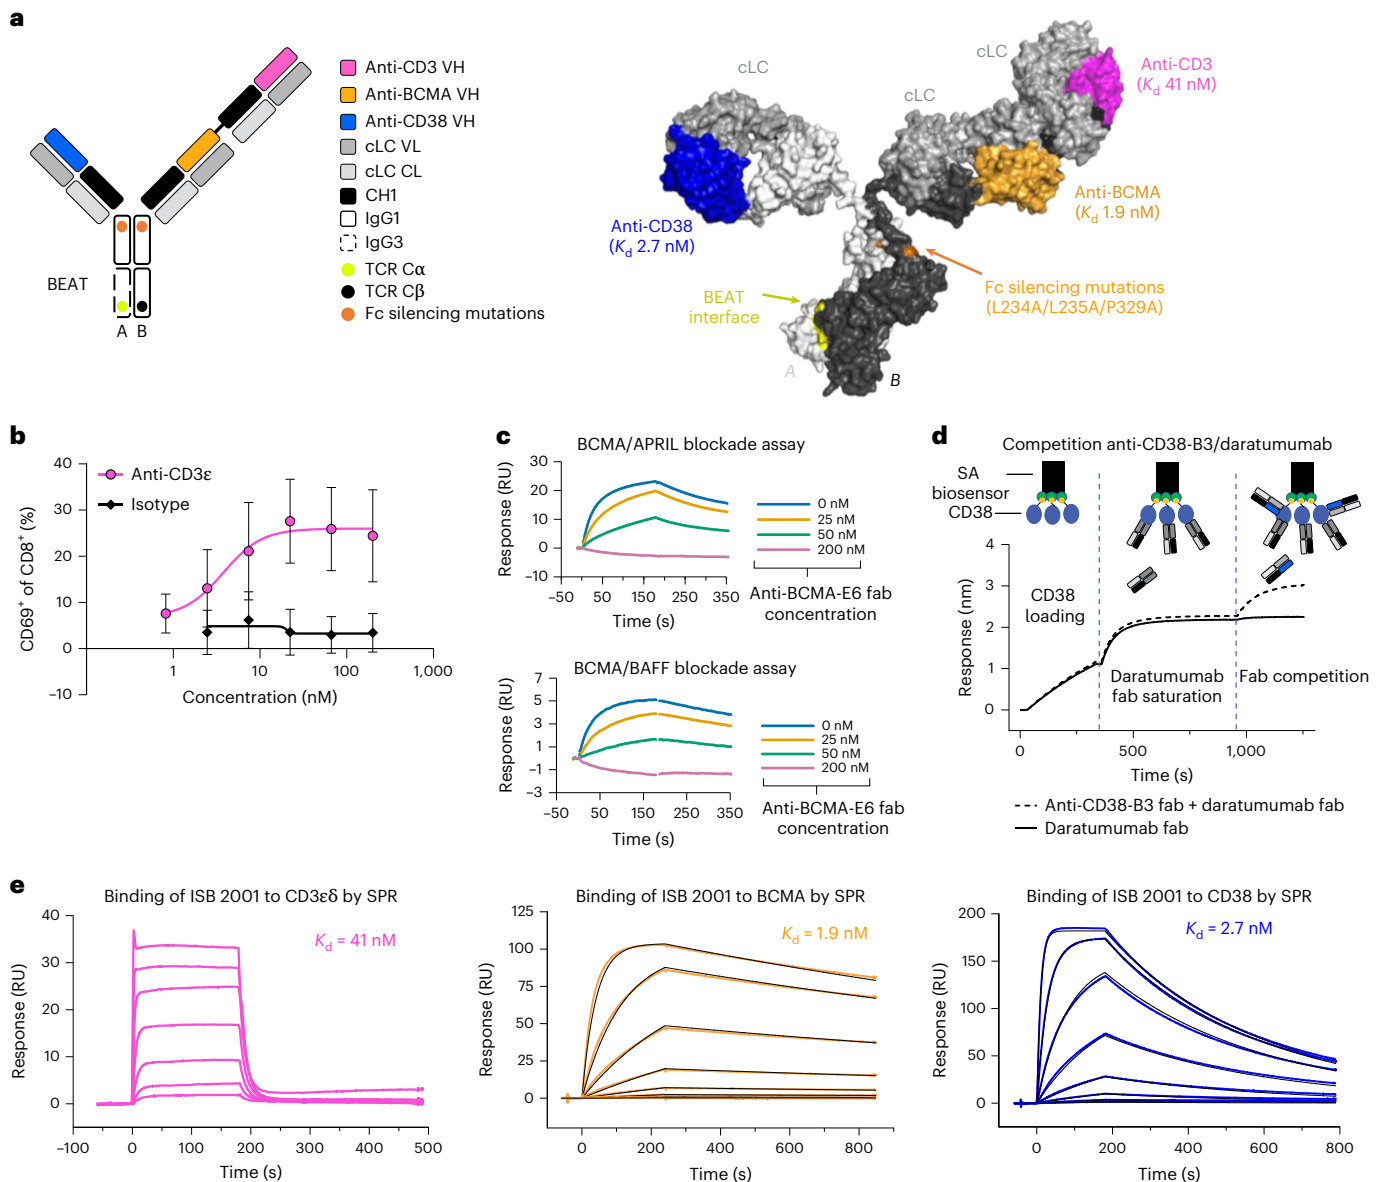 a
Anti-CD3 VH
Anti-BCMA VH
Anti-CD38 VH
cLC VL
cLC CL
CH1
IgG1
IgG3
TCR Cα
TCR Cβ
Fc silencing mutations
BEAT
A B
cLC
cLC
cLC
Anti-CD3
(Kd 41 nM)
Anti-BCMA
(Kd 1.9 nM)
Anti-CD38
(Kd 2.7 nM)
BEAT
interface
Fc silencing mutations
(L234A/L235A/P329A)
A
B
b
40
30
20
10
0
–10
CD69+ of CD8+ (%)
Anti-CD3ε
Isotype
1 10 100 1,000
Concentration (nM)
c
BCMA/APRIL blockade assay
30
20
10
0
–10
Response (RU)
–50 50 150 250 350
Time (s)
0 nM
25 nM
50 nM
200 nM
Anti-BCMA-E6 fab
concentration
BCMA/BAFF blockade assay
7
5
3
1
–1
–3
Response (RU)
–50 50 150 250 350
Time (s)
0 nM
25 nM
50 nM
200 nM
Anti-BCMA-E6 fab
concentration
d
Competition anti-CD38-B3/daratumumab
SA
biosensor
CD38
4
3
2
1
0
Response (nm)
CD38
loading
Daratumumab
fab saturation
Fab competition
0 500 1,000
Time (s)
Anti-CD38-B3 fab + daratumumab fab
Daratumumab fab
e
Binding of ISB 2001 to CD3εδ by SPR
Kd = 41 nM
40
30
20
10
0
Response (RU)
–100 0 100 200 300 400 500
Time (s)
Binding of ISB 2001 to BCMA by SPR
Kd = 1.9 nM
125
100
75
50
25
0
Response (RU)
0 200 400 600 800
Time (s)
Binding of ISB 2001 to CD38 by SPR
Kd = 2.7 nM
200
150
100
50
0
Response (RU)
0 200 400 600 800
Time (s)